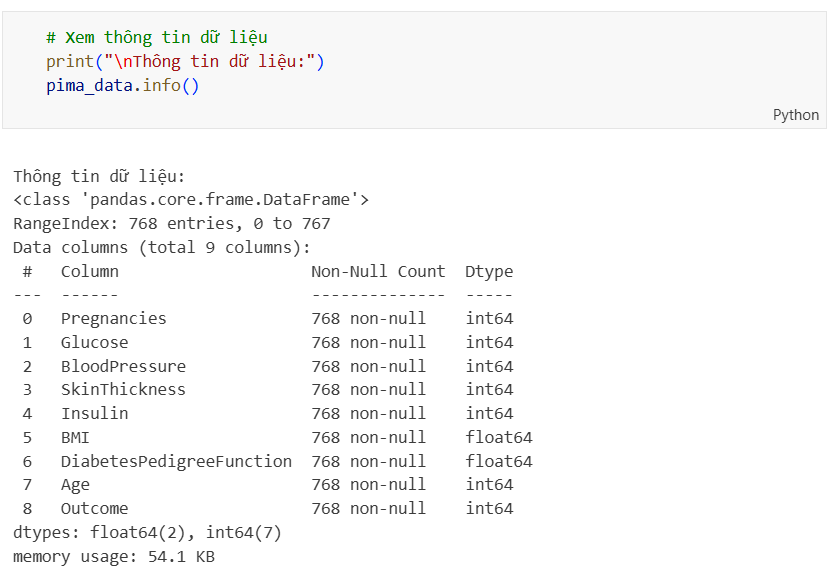 # Xem thông tin dữ liệu
print("\nThông tin dữ liệu:")
pima_data.info()
Python
Thông tin dữ liệu:
<class 'pandas.core.frame.DataFrame'>
RangeIndex: 768 entries, 0 to 767
Data columns (total 9 columns):
 #   Column                    Non-Null Count  Dtype
---  ------                    --------------  -----
 0   Pregnancies               768 non-null    int64
 1   Glucose                   768 non-null    int64
 2   BloodPressure             768 non-null    int64
 3   SkinThickness             768 non-null    int64
 4   Insulin                   768 non-null    int64
 5   BMI                       768 non-null    float64
 6   DiabetesPedigreeFunction  768 non-null    float64
 7   Age                       768 non-null    int64
 8   Outcome                   768 non-null    int64
dtypes: float64(2), int64(7)
memory usage: 54.1 KB